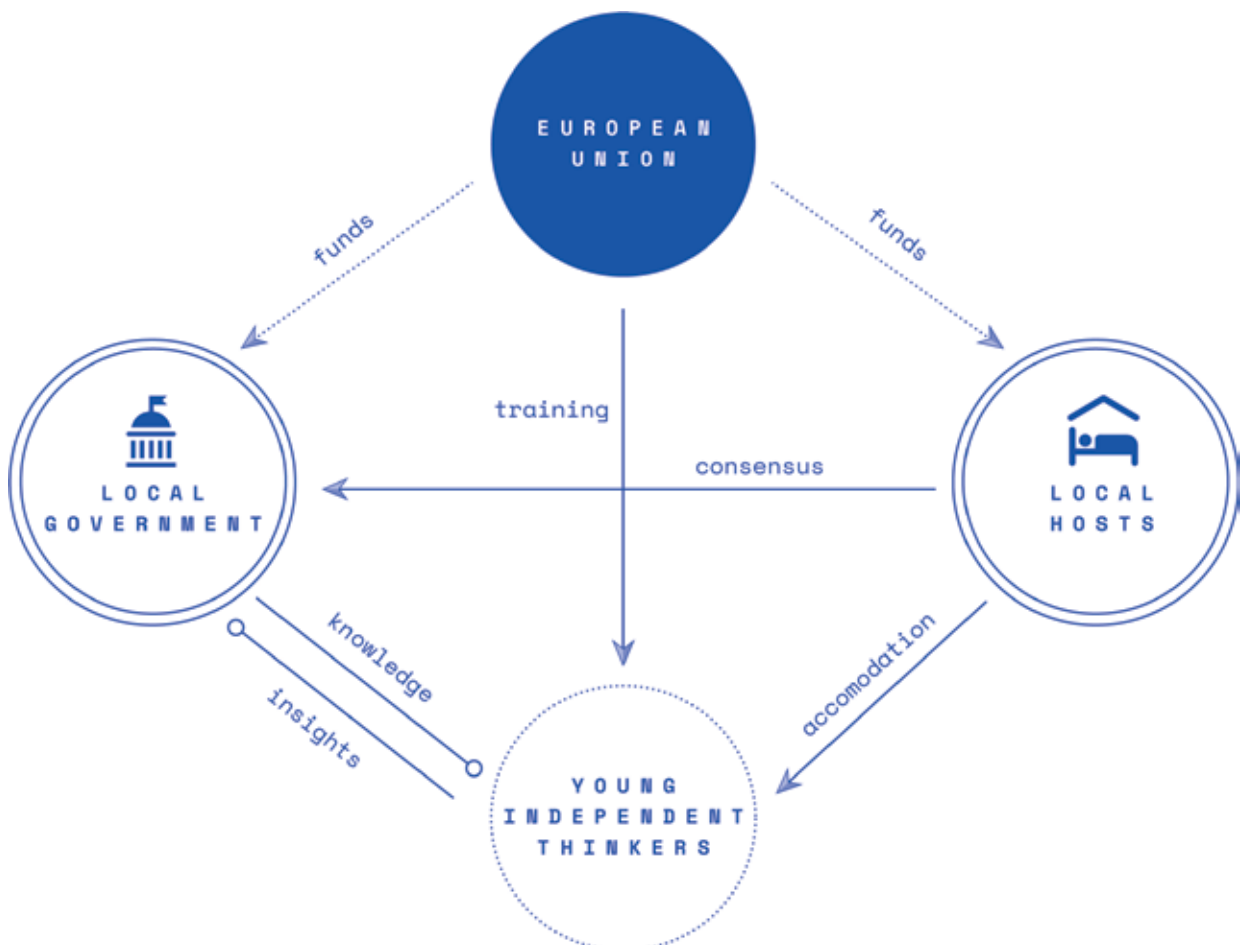 EUROPEAN
UNION
funds
funds
training
consensus
LOCAL
GOVERNMENT
LOCAL
HOSTS
knowledge
insights
accomodation
YOUNG
INDEPENDENT
THINKERS